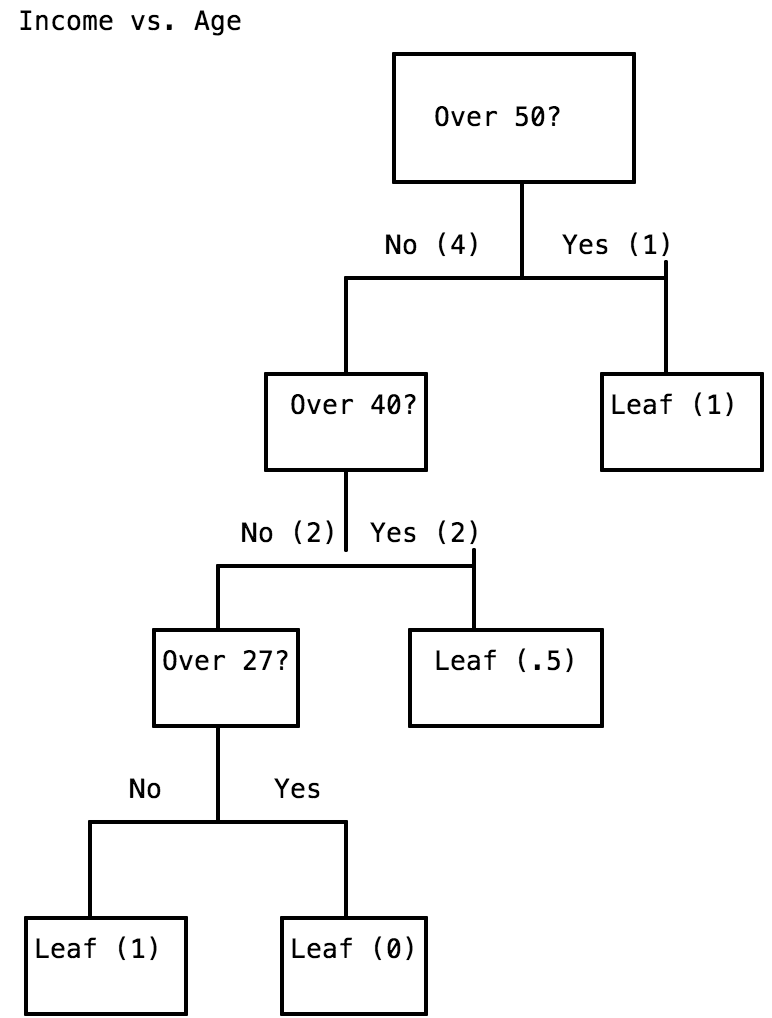 Income vs. Age
Over 50?
No (4) Yes (1)
Over 40? Leaf (1)
No (2) Yes (2)
Over 27? Leaf (.5)
No Yes
Leaf (1) Leaf (0)